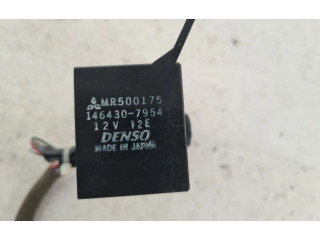 MR500175
146430-7954
12V V2E
DENSO
MADE IN JAPAN